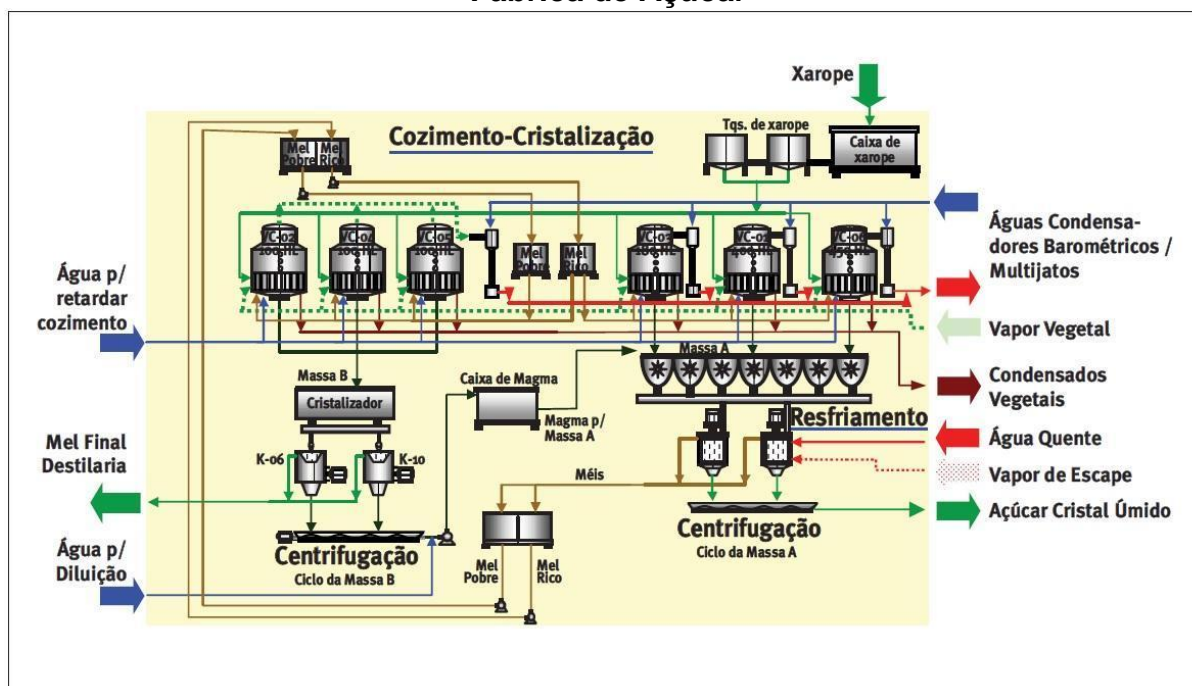 Fábrica de Açúcar
Xarope
Cozimento-Cristalização
Tqs. de xarope
Caixa de
xarope
Mel
Pobre
Mel
Rico
Águas Condensa-
dores Barométricos /
Multijatos
Água p/
retardar
cozimento
Mel
Pobre
Mel
Rico
Vapor Vegetal
Massa A
Massa B
Caixa de Magma
Cristalizador
Magma p/
Massa A
Condensados
Vegetais
Resfriamento
Água Quente
Mel Final
Destilaria
K-06
K-10
Méis
Vapor de Escape
Açúcar Cristal Úmido
Centrifugação
Ciclo da Massa A
Centrifugação
Ciclo da Massa B
Mel
Pobre
Mel
Rico
Água p/
Diluição